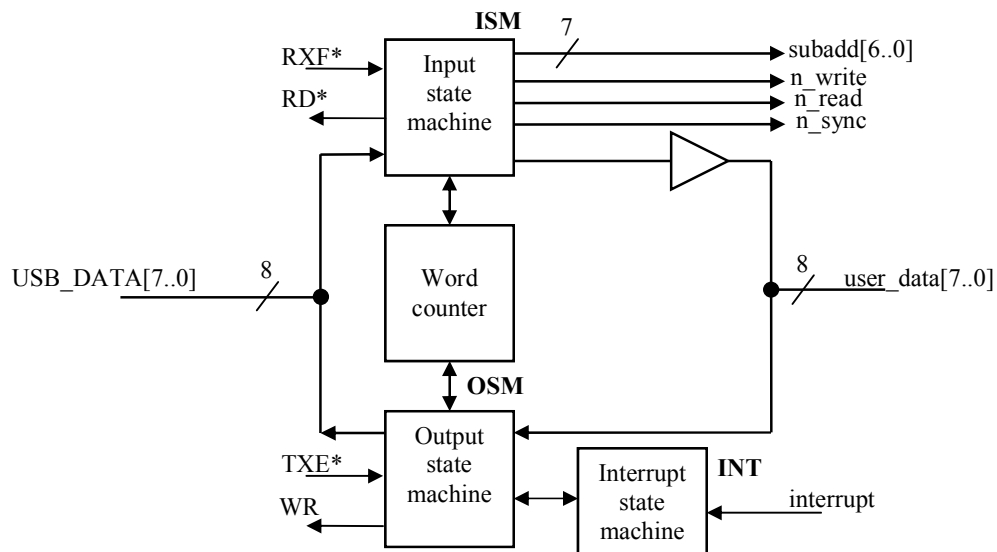 ISM
RXF*
RD*
Input
state
machine
7
subadd[6..0]
n_write
n_read
n_sync
USB_DATA[7..0]
8
Word
counter
8
user_data[7..0]
OSM
Output
state
machine
TXE*
WR
Interrupt
state
machine
INT
interrupt